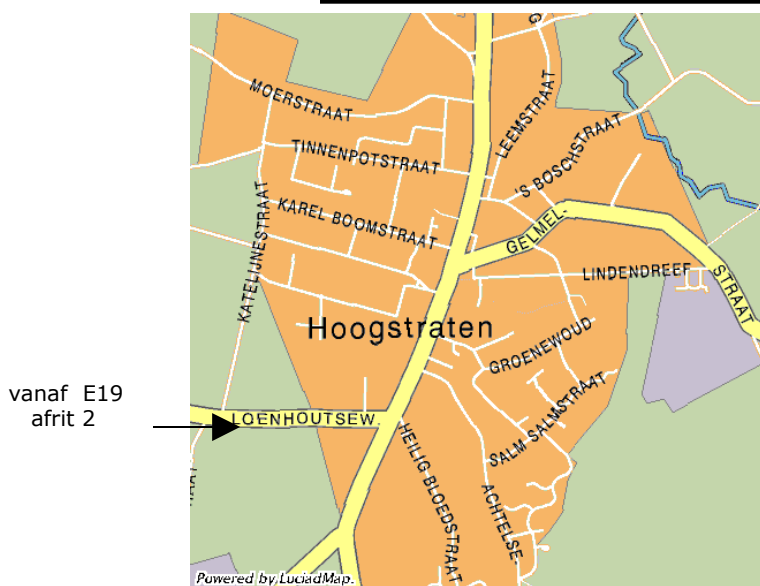 MOERSTRAAT
LEEMSTRAAT
TINNENPOTSTRAAT
'S BOSCHSTRAAT
KAREL BOOMSTRAAT
KATELIJNESTRAAT
GELMEL-
STRAAT
LINDENDREEF
Hoogstraten
GROENEWOUD
vanaf E19
afrit 2
LOENHOUTSEW.
SALM SALMSTRAAT
HEILIG BLOEDSTRAAT
ACHTELSE-
Powered by LuciadMap.